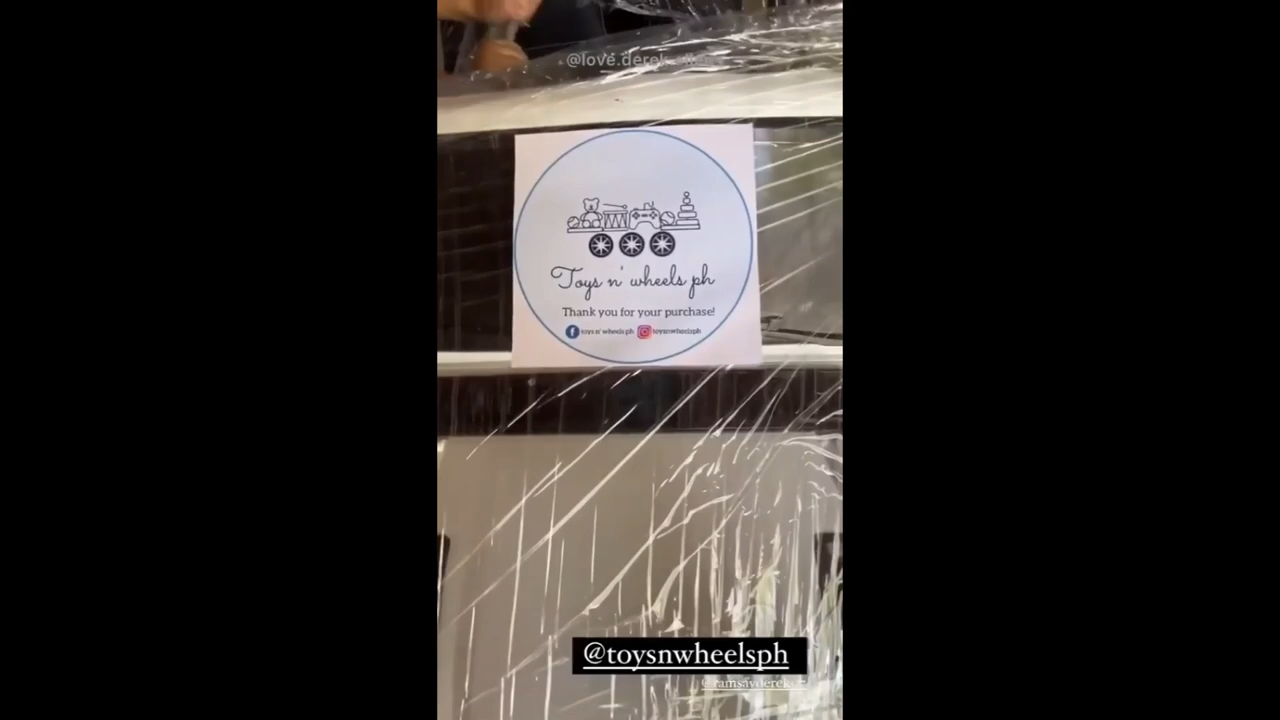 Toys n' wheels ph
Thank you for your purchase!
toys n' wheels ph toysnwheelsph
@toysnwheelsph